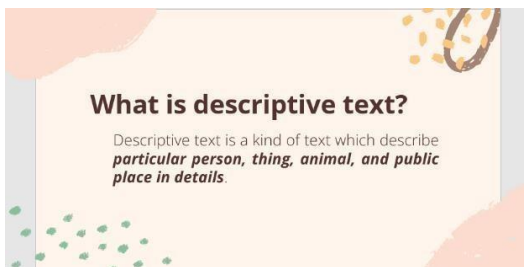 What is descriptive text?
Descriptive text is a kind of text which describe
particular person, thing, animal, and public
place in details.